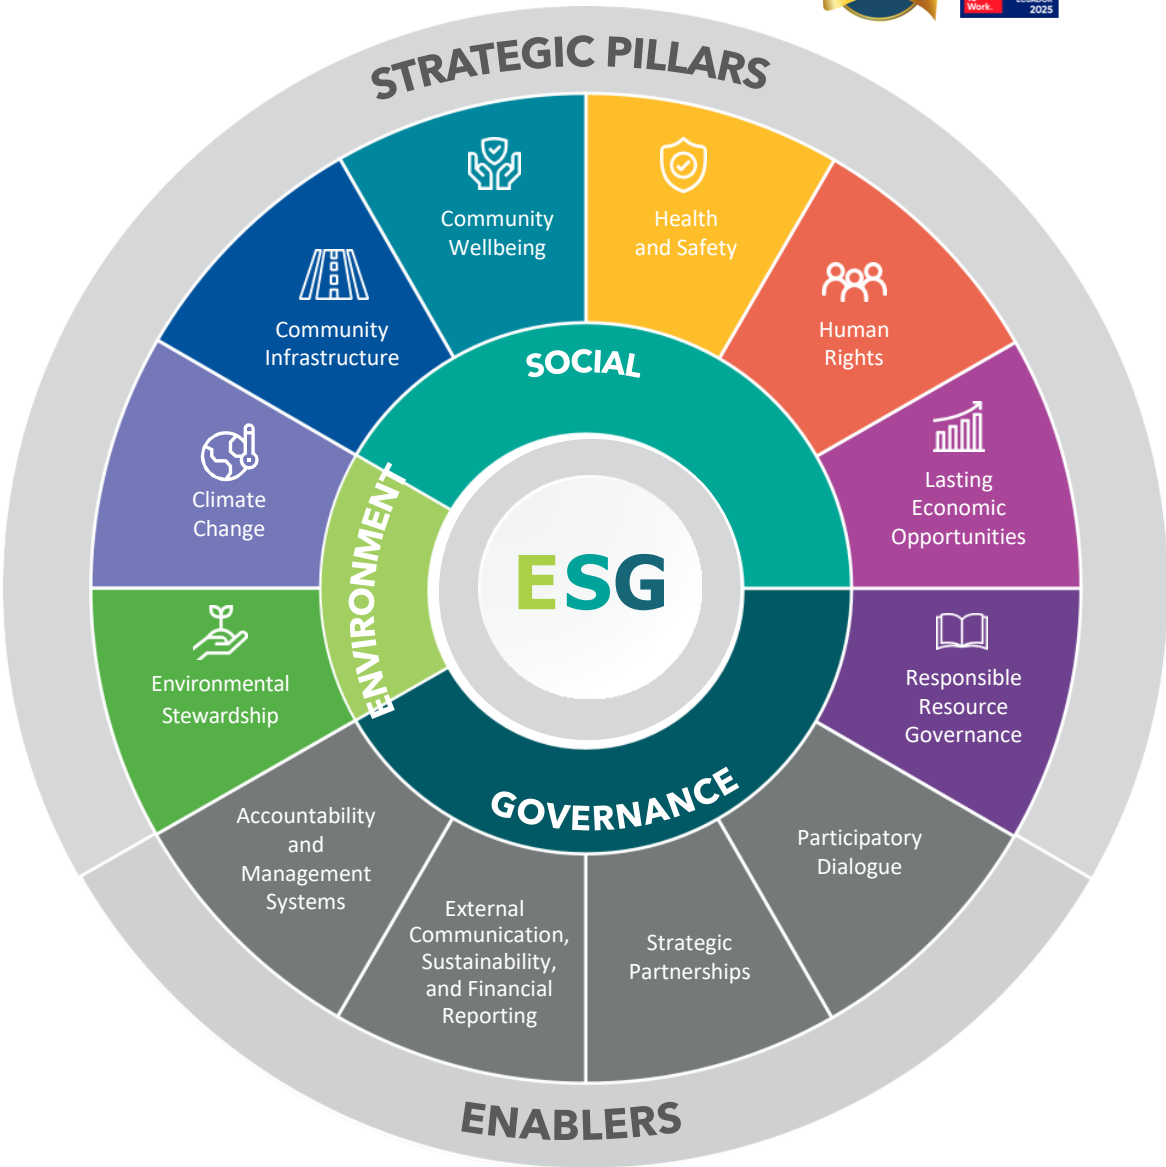 Work.
ECUADOR
2025
STRATEGIC PILLARS
Community
Wellbeing
Health
and Safety
Community
Infrastructure
Human
Rights
SOCIAL
Climate
Change
Lasting
Economic
Opportunities
ENVIRONMENT
ESG
Environmental
Stewardship
Responsible
Resource
Governance
GOVERNANCE
Accountability
and
Management
Systems
External
Communication,
Sustainability,
and Financial
Reporting
Strategic
Partnerships
Participatory
Dialogue
ENABLERS